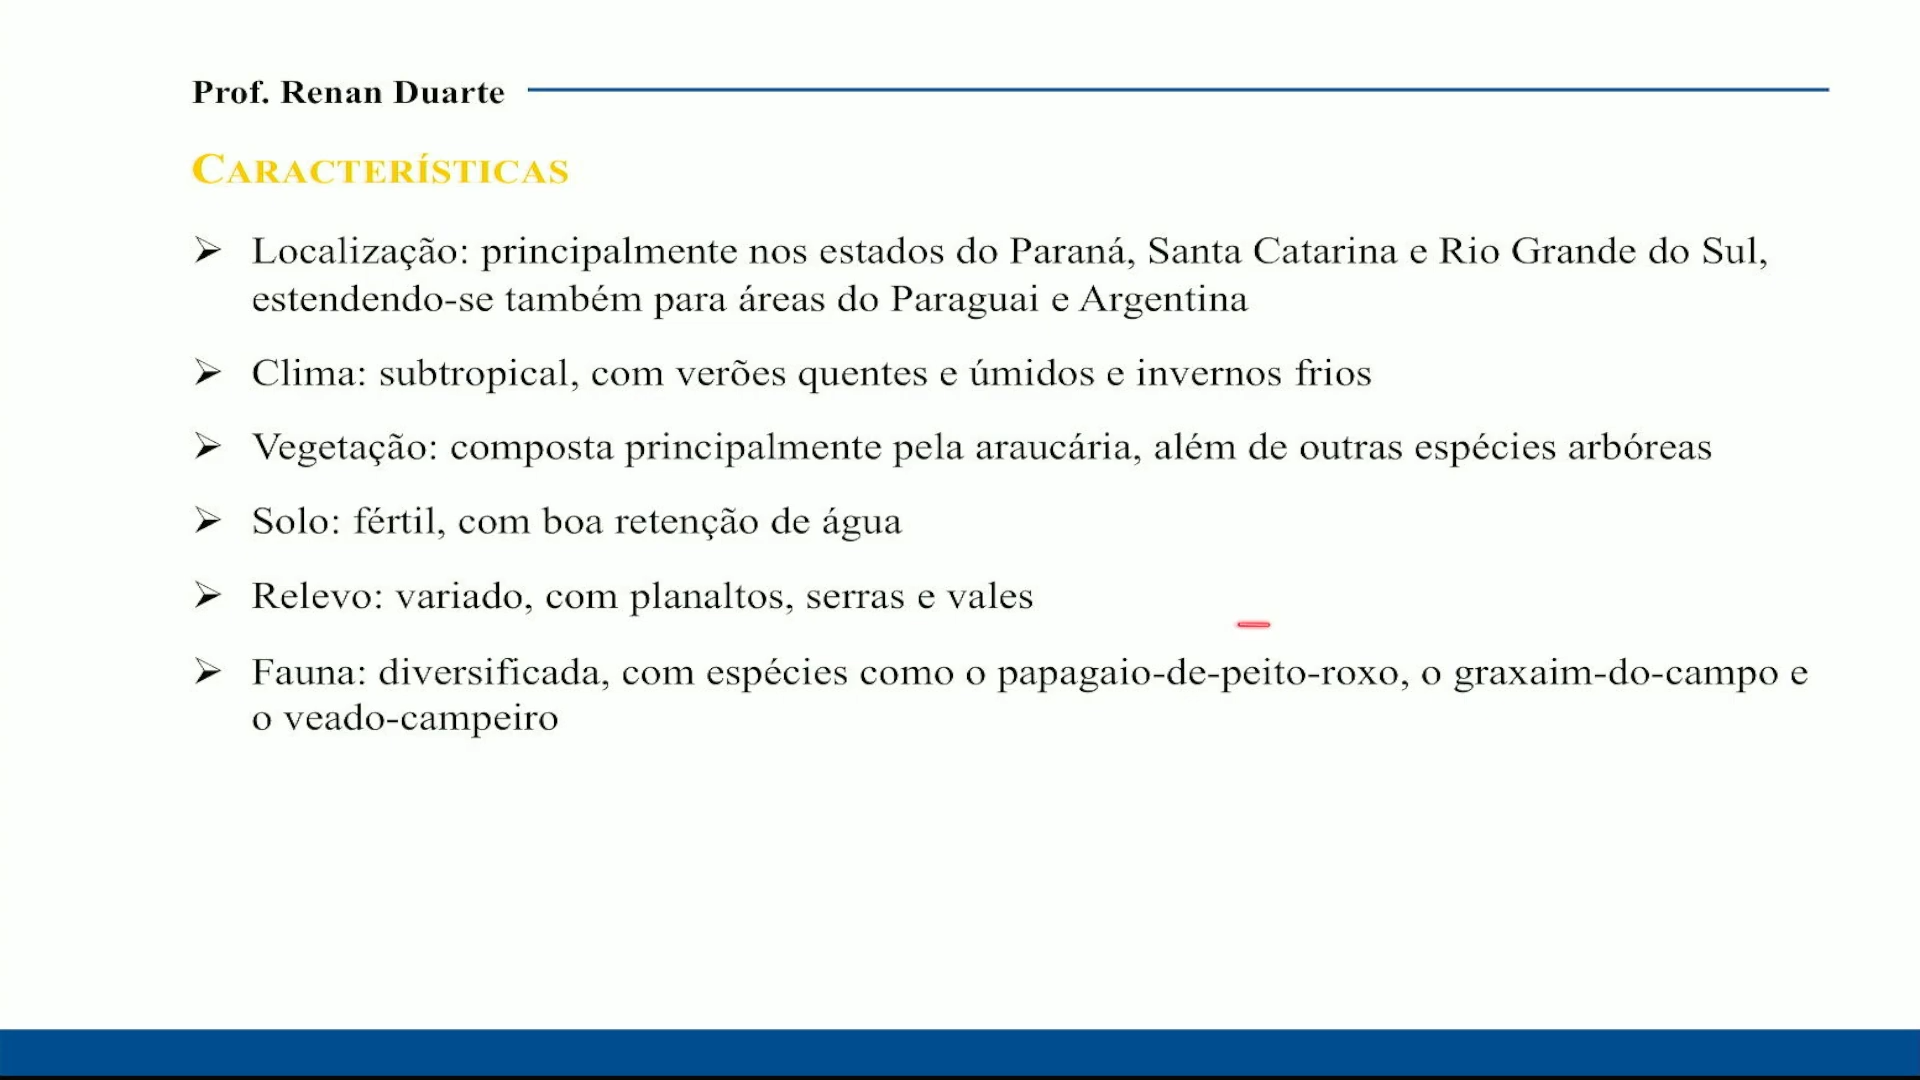 Prof. Renan Duarte
CARACTERÍSTICAS
➢ Localização: principalmente nos estados do Paraná, Santa Catarina e Rio Grande do Sul,
estendendo-se também para áreas do Paraguai e Argentina
➢ Clima: subtropical, com verões quentes e úmidos e invernos frios
➢ Vegetação: composta principalmente pela araucária, além de outras espécies arbóreas
➢ Solo: fértil, com boa retenção de água
➢ Relevo: variado, com planaltos, serras e vales
➢ Fauna: diversificada, com espécies como o papagaio-de-peito-roxo, o graxaim-do-campo e
o veado-campeiro